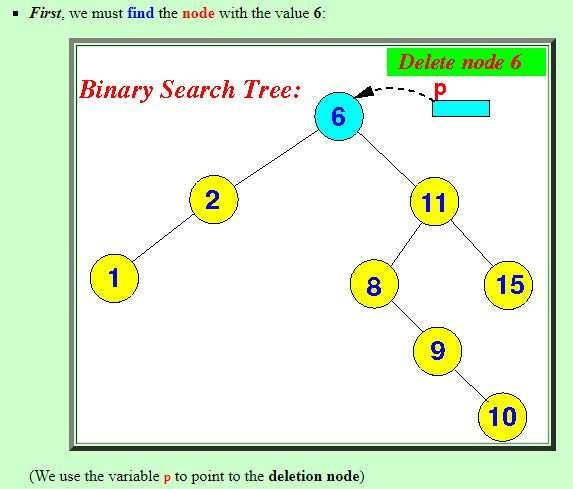 First, we must find the node with the value 6:
Delete node 6
Binary Search Tree:
p
6
2
11
1
8
15
9
10
(We use the variable p to point to the deletion node)